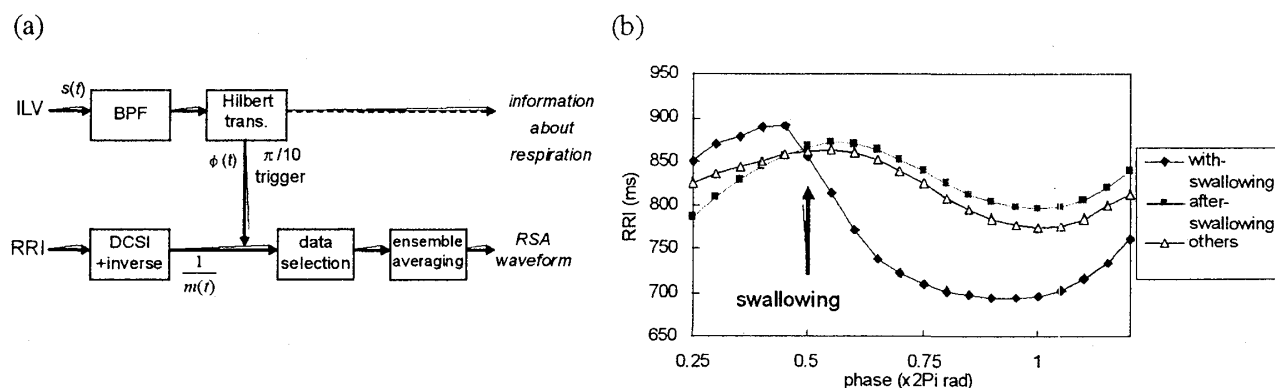 (a)
ILV
s(t)
BPF
Hilbert
trans.
information
about
respiration
ϕ(t)
π/10
trigger
RRI
DCSI
+inverse
1
m(t)
data
selection
ensemble
averaging
RSA
waveform
(b)
RRI (ms)
950
900
850
800
750
700
650
swallowing
0.25
0.5
0.75
1
phase (x2Pi rad)
with-
swallowing
after-
swallowing
others